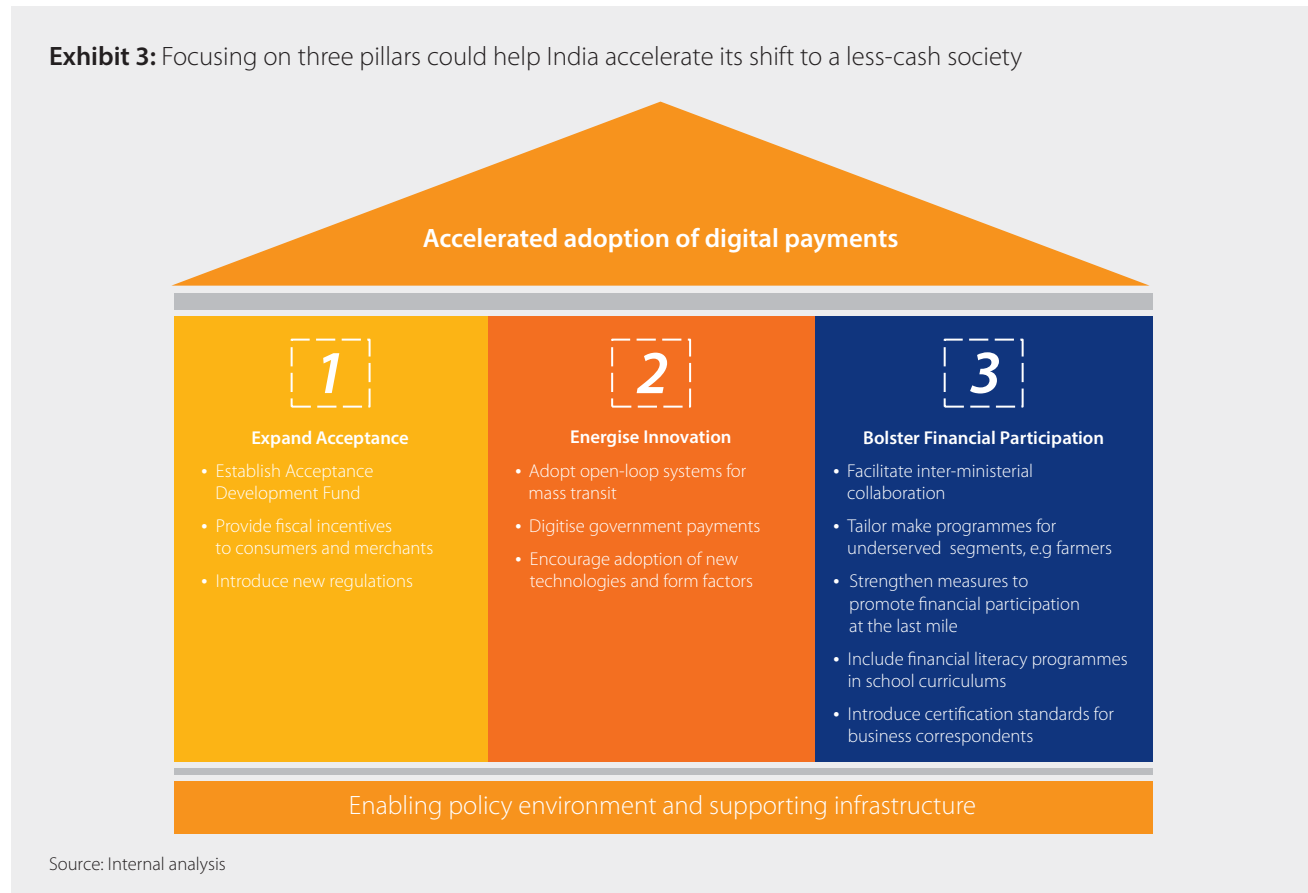 Exhibit 3: Focusing on three pillars could help India accelerate its shift to a less-cash society
Accelerated adoption of digital payments
1
Expand Acceptance
• Establish Acceptance
Development Fund
• Provide fiscal incentives
to consumers and merchants
• Introduce new regulations
2
Energise Innovation
• Adopt open-loop systems for
mass transit
• Digitise government payments
• Encourage adoption of new
technologies and form factors
3
Bolster Financial Participation
• Facilitate inter-ministerial
collaboration
• Tailor make programmes for
underserved segments, e.g farmers
• Strengthen measures to
promote financial participation
at the last mile
• Include financial literacy programmes
in school curriculums
• Introduce certification standards for
business correspondents
Enabling policy environment and supporting infrastructure
Source: Internal analysis